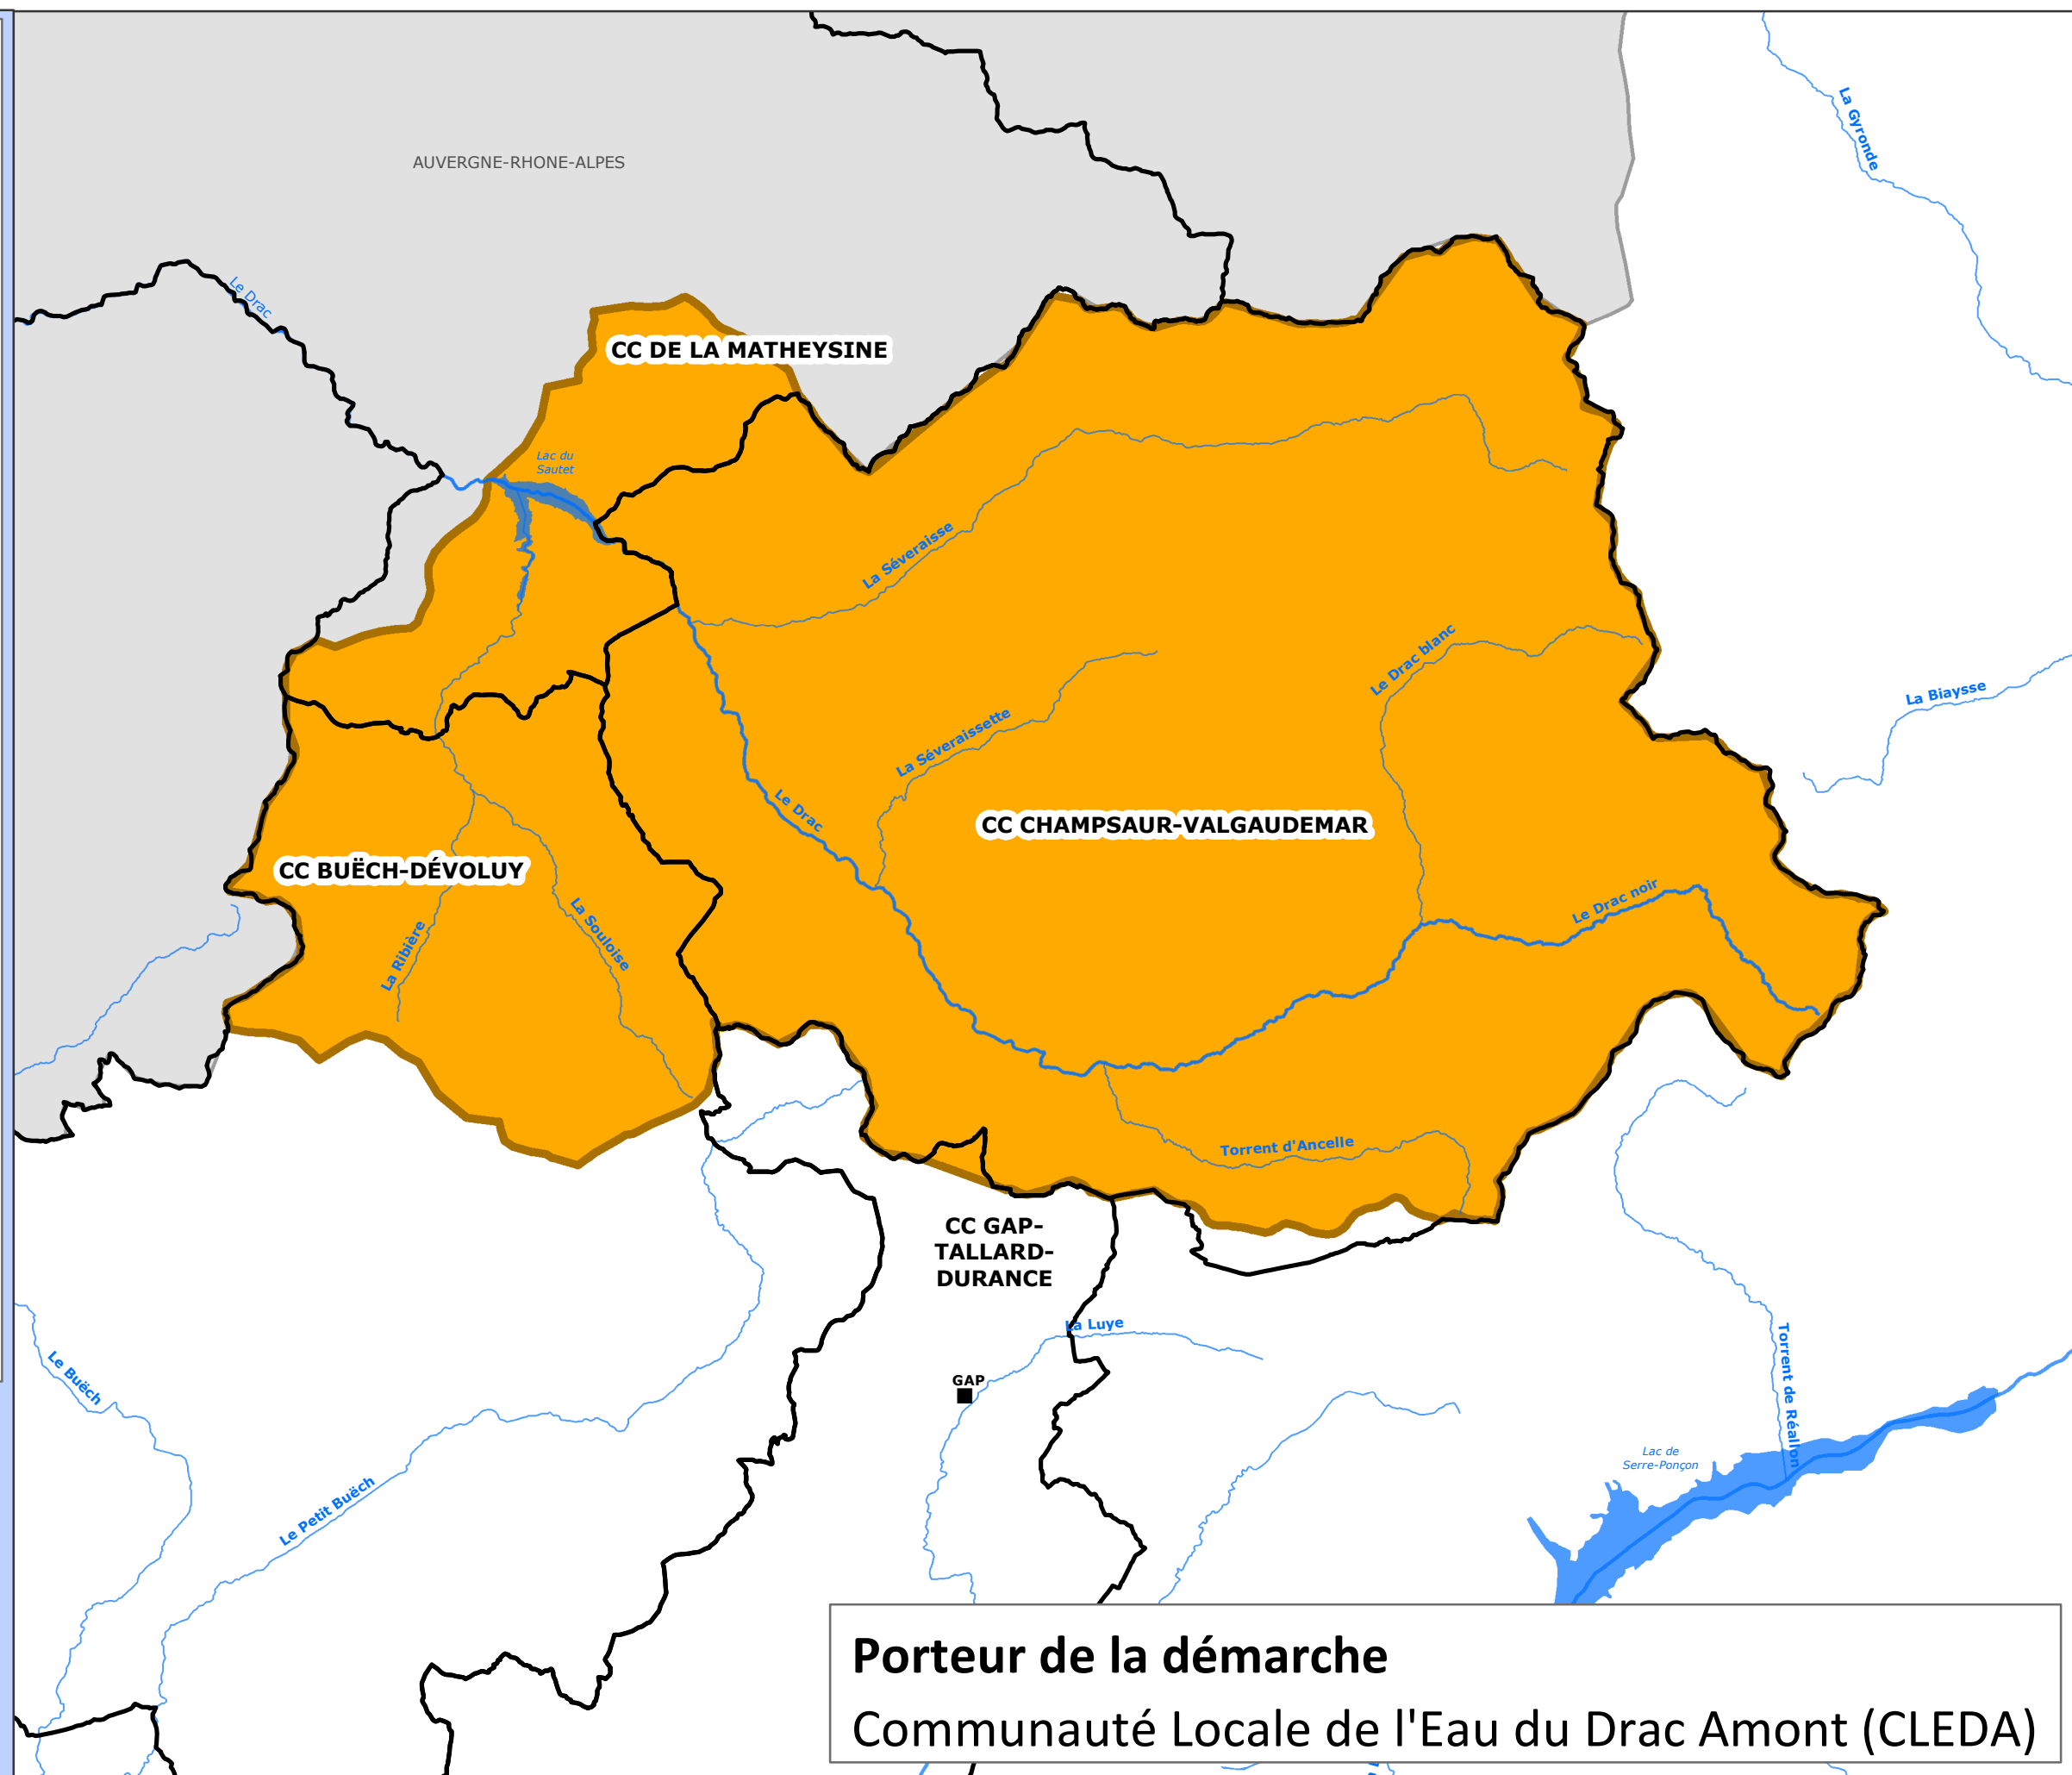 La Gyronde
AUVERGNE-RHONE-ALPES
Le Drac
CC DE LA MATHEYSINE
Lac du
Sautet
La Séveraisse
Le Drac blanc
La Biaysse
La Séveraissette
Le Drac
CC CHAMPSAUR-VALGAUDEMAR
CC BUËCH-DÉVOLUY
Le Drac noir
La Ribière
La Souloise
Torrent d'Ancelle
CC GAP-
TALLARD-
DURANCE
La Luye
Le Buëch
GAP
Torrent de Réallon
Lac de
Serre-Ponçon
Le Petit Buëch
Porteur de la démarche
Communauté Locale de l'Eau du Drac Amont (CLEDA)